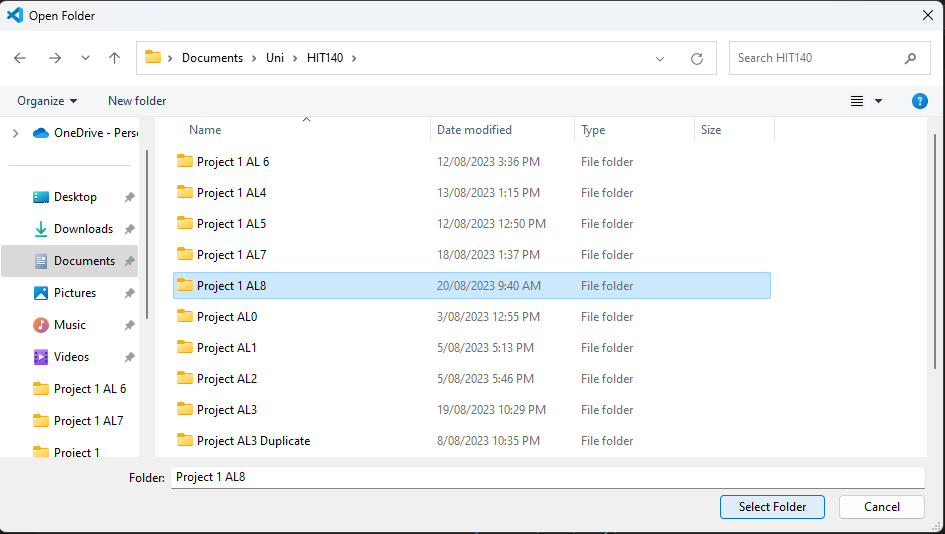 Open Folder
Documents Uni HIT140 Search HIT140
Organize New folder ?
OneDrive - Perso
Desktop
Downloads
Documents
Pictures
Music
Videos
Project 1 AL 6
Project 1 AL7
Project 1
Name Date modified Type Size
Project 1 AL 6 12/08/2023 3:36 PM File folder
Project 1 AL4 13/08/2023 1:15 PM File folder
Project 1 AL5 12/08/2023 12:50 PM File folder
Project 1 AL7 18/08/2023 1:37 PM File folder
Project 1 AL8 20/08/2023 9:40 AM File folder
Project AL0 3/08/2023 12:55 PM File folder
Project AL1 5/08/2023 5:13 PM File folder
Project AL2 5/08/2023 5:46 PM File folder
Project AL3 19/08/2023 10:29 PM File folder
Project AL3 Duplicate 8/08/2023 10:35 PM File folder
Folder: Project 1 AL8
Select Folder Cancel